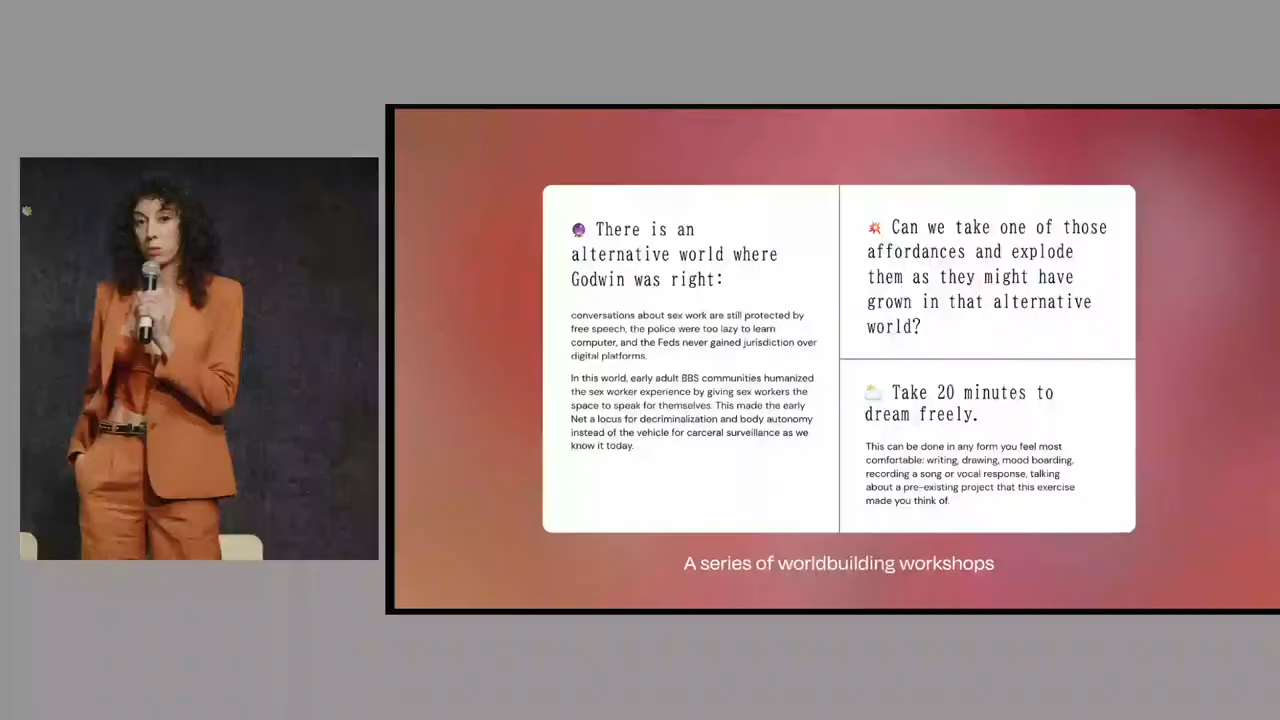 There is an
alternative world where
Godwin was right:
conversations about sex work are still protected by
free speech, the police were too lazy to learn
computer, and the Feds never gained jurisdiction over
digital platforms.
In this world, early adult BBS communities humanized
the sex worker experience by giving sex workers the
space to speak for themselves. This made the early
Net a locus for decriminalization and body autonomy
instead of the vehicle for carceral surveillance as we
know it today.
Can we take one of those
affordances and explode
them as they might have
grown in that alternative
world?
Take 20 minutes to
dream freely.
This can be done in any form you feel most
comfortable: writing, drawing, mood boarding,
recording a song or vocal response, talking
about a pre-existing project that this exercise
made you think of.
A series of worldbuilding workshops